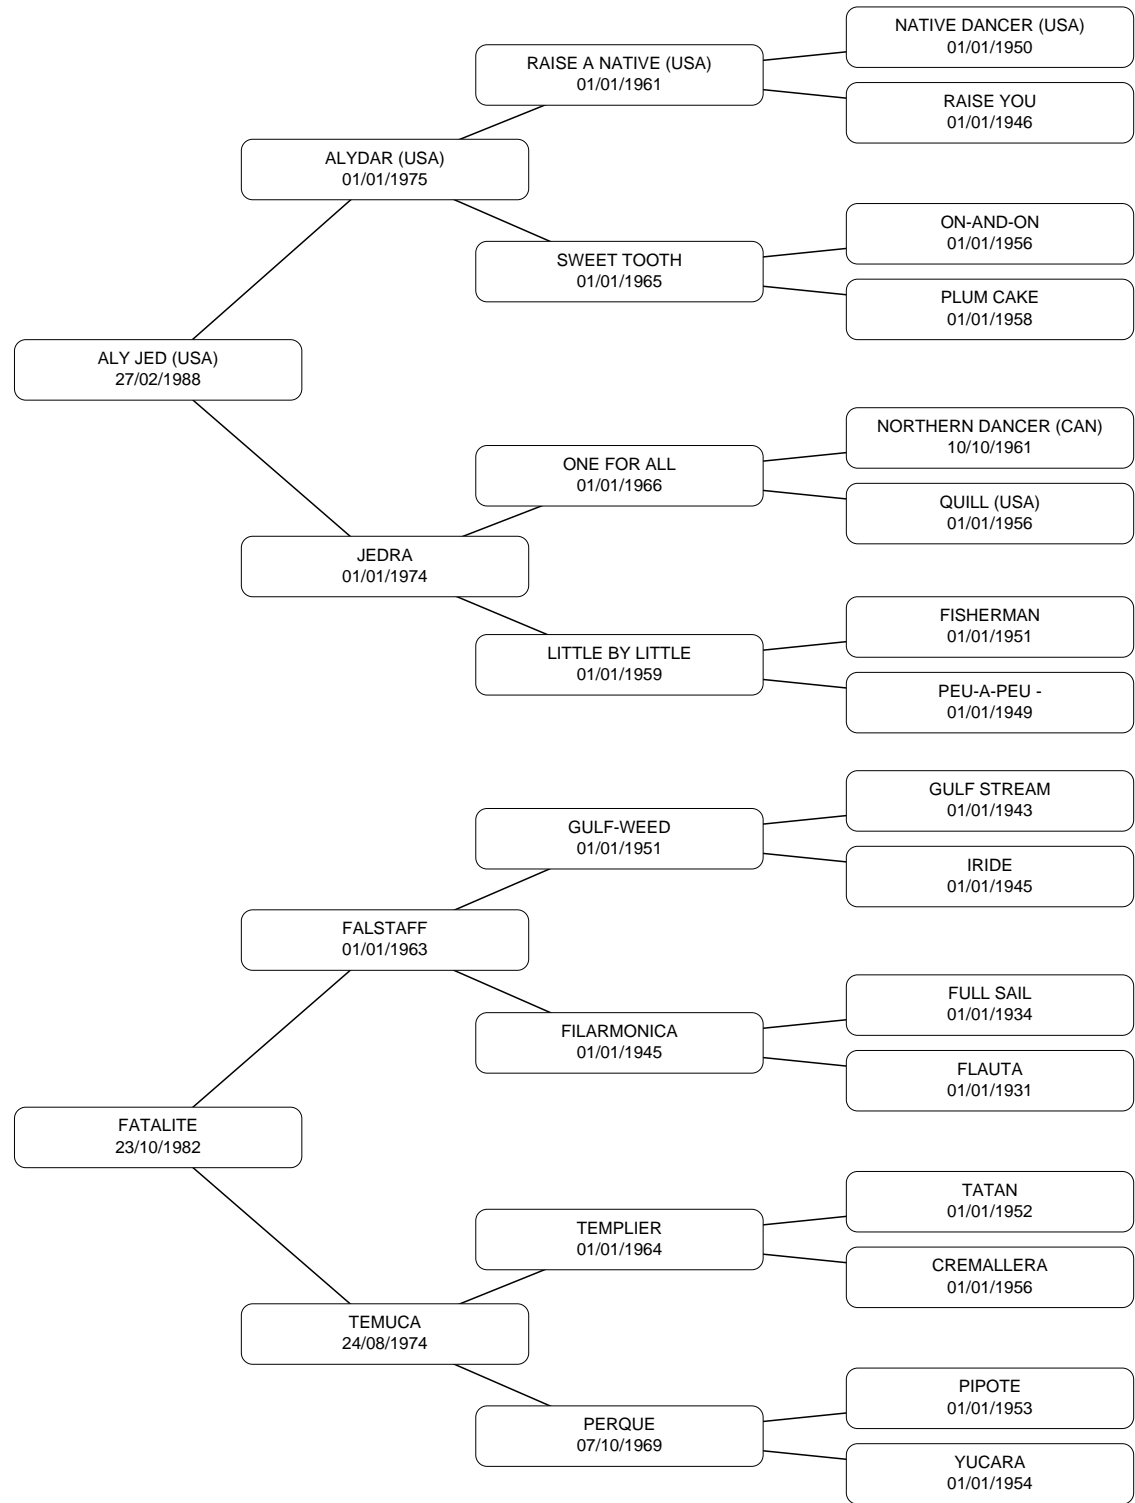 NATIVE DANCER (USA)
01/01/1950
RAISE A NATIVE (USA)
01/01/1961
RAISE YOU
01/01/1946
ALYDAR (USA)
01/01/1975
ON-AND-ON
01/01/1956
SWEET TOOTH
01/01/1965
PLUM CAKE
01/01/1958
ALY JED (USA)
27/02/1988
NORTHERN DANCER (CAN)
10/10/1961
ONE FOR ALL
01/01/1966
QUILL (USA)
01/01/1956
JEDRA
01/01/1974
FISHERMAN
01/01/1951
LITTLE BY LITTLE
01/01/1959
PEU-A-PEU -
01/01/1949
GULF STREAM
01/01/1943
GULF-WEED
01/01/1951
IRIDE
01/01/1945
FALSTAFF
01/01/1963
FULL SAIL
01/01/1934
FILARMONICA
01/01/1945
FLAUTA
01/01/1931
FATALITE
23/10/1982
TATAN
01/01/1952
TEMPLIER
01/01/1964
CREMALLERA
01/01/1956
TEMUCA
24/08/1974
PIPOTE
01/01/1953
PERQUE
07/10/1969
YUCARA
01/01/1954